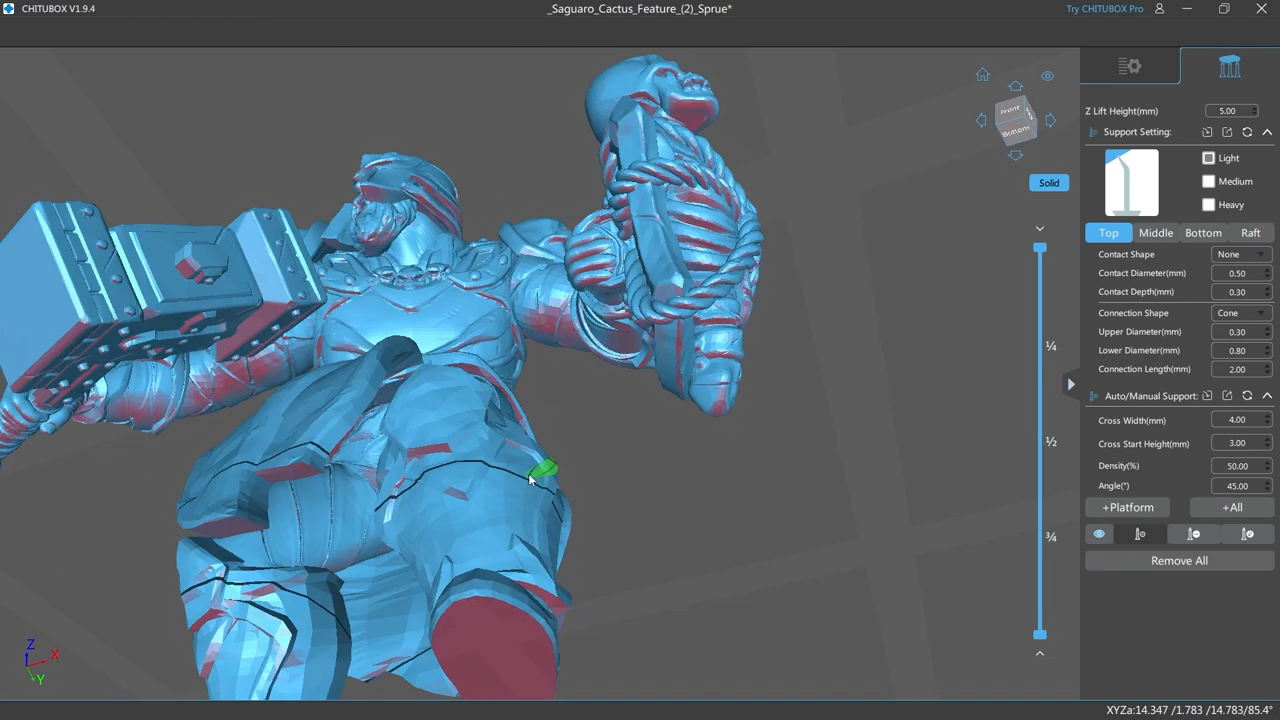 CHITUBOX V1.9.4
_Saguaro_Cactus_Feature_(2)_Sprue*
Try CHITUBOX Pro
Front
Bottom
Solid
1/4
1/2
3/4
Z Lift Height(mm) 5.00
Support Setting:
Light
Medium
Heavy
Top Middle Bottom Raft
Contact Shape None
Contact Diameter(mm) 0.50
Contact Depth(mm) 0.30
Connection Shape Cone
Upper Diameter(mm) 0.30
Lower Diameter(mm) 0.80
Connection Length(mm) 2.00
Auto/Manual Support:
Cross Width(mm) 4.00
Cross Start Height(mm) 3.00
Density(%) 50.00
Angle(°) 45.00
+Platform +All
Remove All
Z
X
Y
XYZa:14.347 /1.783 /14.783/85.4°